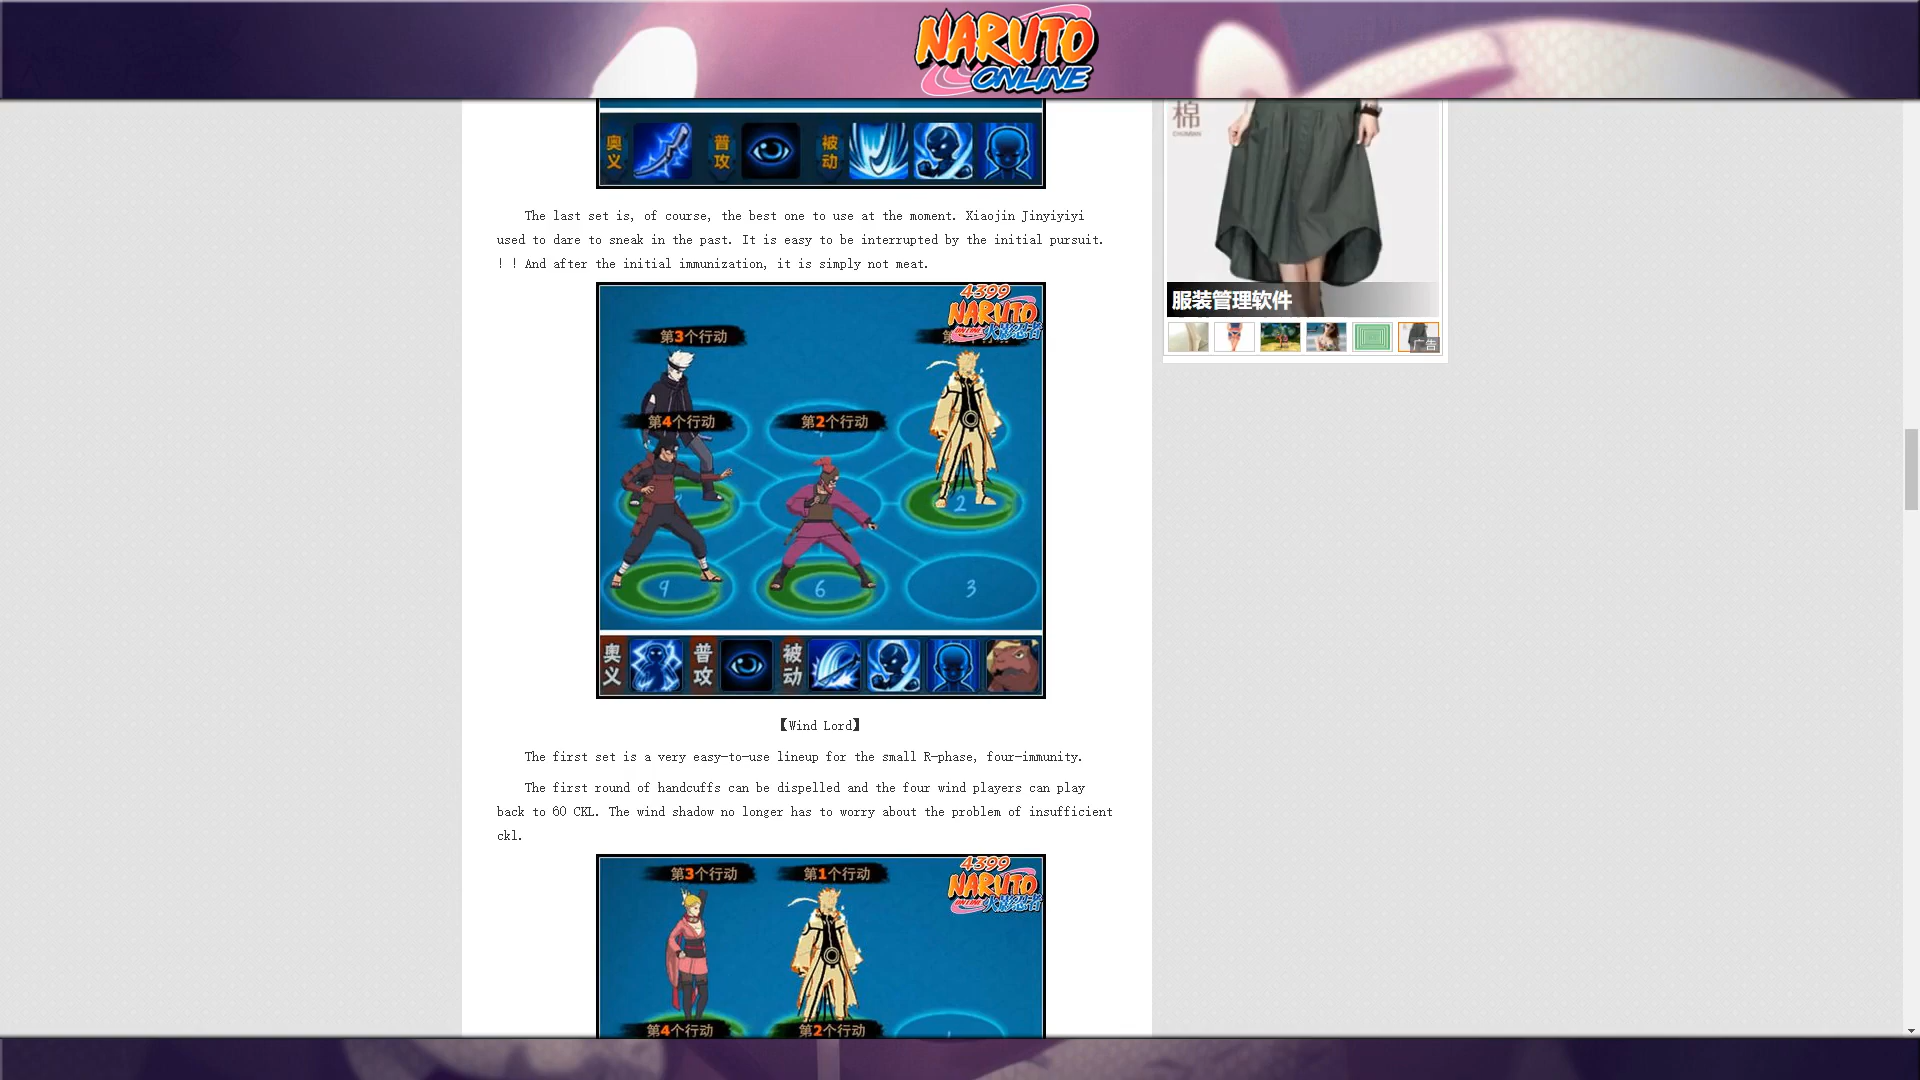 NARUTO
ONLINE
奥义
普攻
被动
The last set is, of course, the best one to use at the moment. Xiaojin Jinyiyiyi
used to dare to sneak in the past. It is easy to be interrupted by the initial pursuit.
! ! And after the initial immunization, it is simply not meat.
棉
CHUMIAN
服装管理软件
广告
4399
NARUTO
ONLINE 火影忍者
第3个行动
第4个行动
第2个行动
2
9
6
3
奥义
普攻
被动
【Wind Lord】
The first set is a very easy-to-use lineup for the small R-phase, four-immunity.
The first round of handcuffs can be dispelled and the four wind players can play
back to 60 CKL. The wind shadow no longer has to worry about the problem of insufficient
ckl.
4399
NARUTO
ONLINE 火影忍者
第3个行动
第1个行动
第4个行动
第2个行动